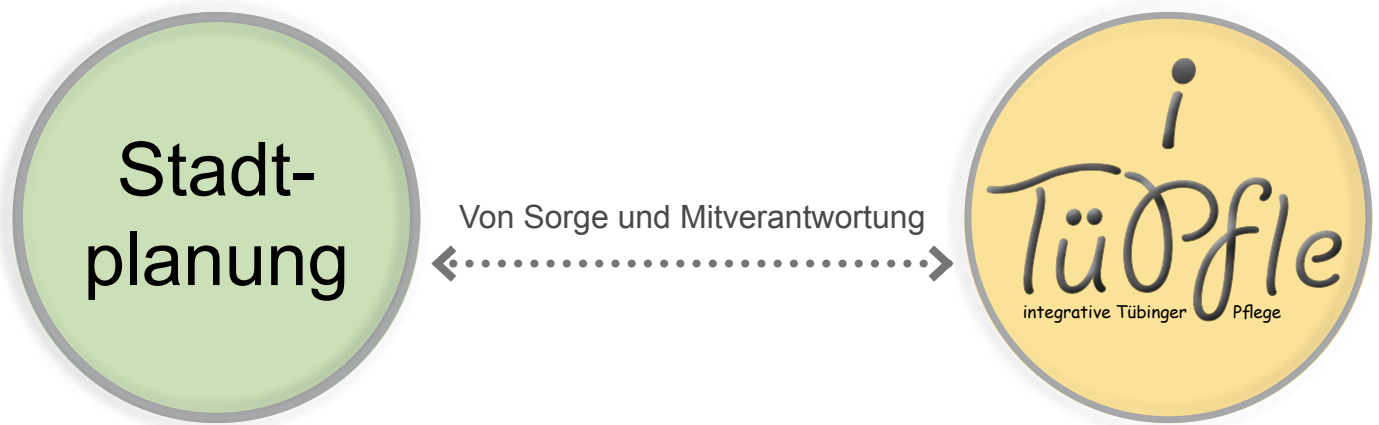 Stadt-
planung
Von Sorge und Mitverantwortung
i
TüPfle
integrative Tübinger Pflege